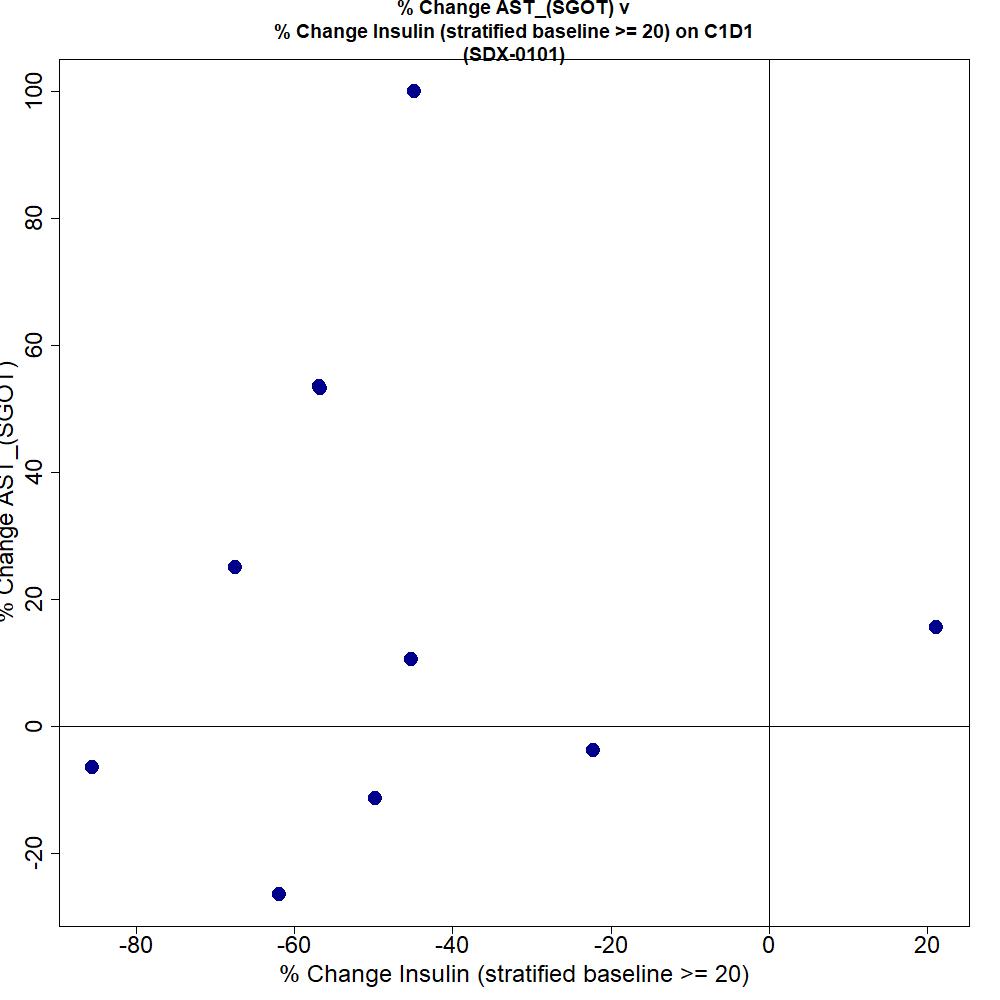 % Change AST_(SGOT) v
% Change Insulin (stratified baseline >= 20) on C1D1
(SDX-0101)
% Change AST_(SGOT)
100
80
60
40
20
0
-20
-80
-60
-40
-20
0
20
% Change Insulin (stratified baseline >= 20)